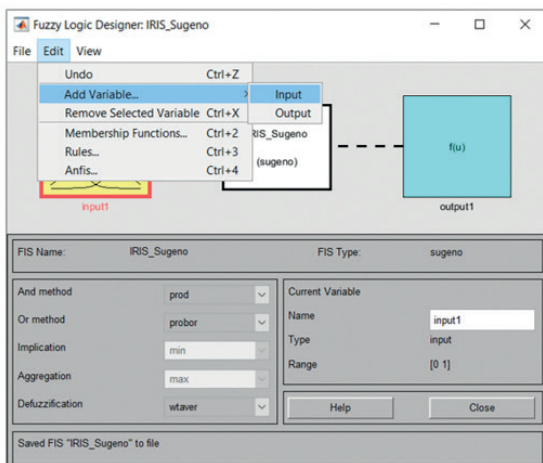 Fuzzy Logic Designer: IRIS_Sugeno
File Edit View
Undo Ctrl+Z
Add Variable... Input
Remove Selected Variable Ctrl+X Output
Membership Functions... Ctrl+2
Rules... Ctrl+3
Anfis... Ctrl+4
RIS_Sugeno
(sugeno)
f(u)
input1
output1
FIS Name: IRIS_Sugeno FIS Type: sugeno
And method prod
Or method probor
Implication min
Aggregation max
Defuzzification wtaver
Current Variable
Name input1
Type input
Range [0 1]
Help Close
Saved FIS "IRIS_Sugeno" to file